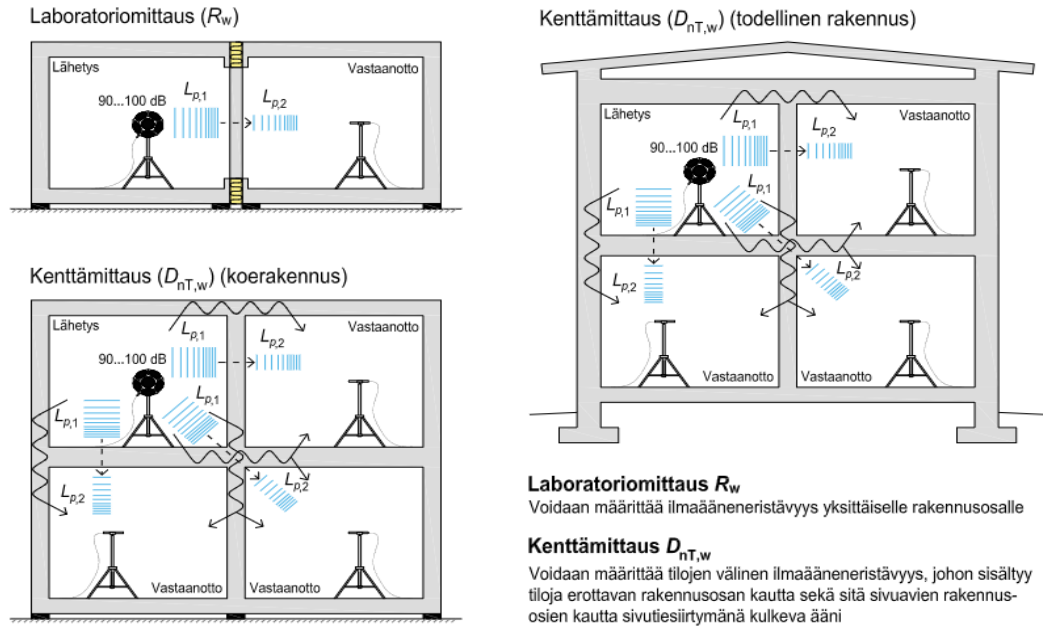 Laboratoriomittaus (Rw)
Lähetys
Vastaanotto
90...100 dB
Lp,1
Lp,2
Kenttämittaus (DnT,w) (koerakennus)
Lähetys
Vastaanotto
90...100 dB
Lp,1
Lp,2
Lp,1
Lp,1
Lp,2
Lp,2
Vastaanotto
Vastaanotto
Kenttämittaus (DnT,w) (todellinen rakennus)
Lähetys
Vastaanotto
Lp,1
Lp,2
90...100 dB
Lp,1
Lp,1
Lp,2
Lp,2
Vastaanotto
Vastaanotto
Laboratoriomittaus Rw
Voidaan määrittää ilmaääneneristävyys yksittäiselle rakennusosalle
Kenttämittaus DnT,w
Voidaan määrittää tilojen välinen ilmaääneneristävyys, johon sisältyy
tiloja erottavan rakennusosan kautta sekä sitä sivuavien rakennus-
osien kautta sivutiesiirtymänä kulkeva ääni